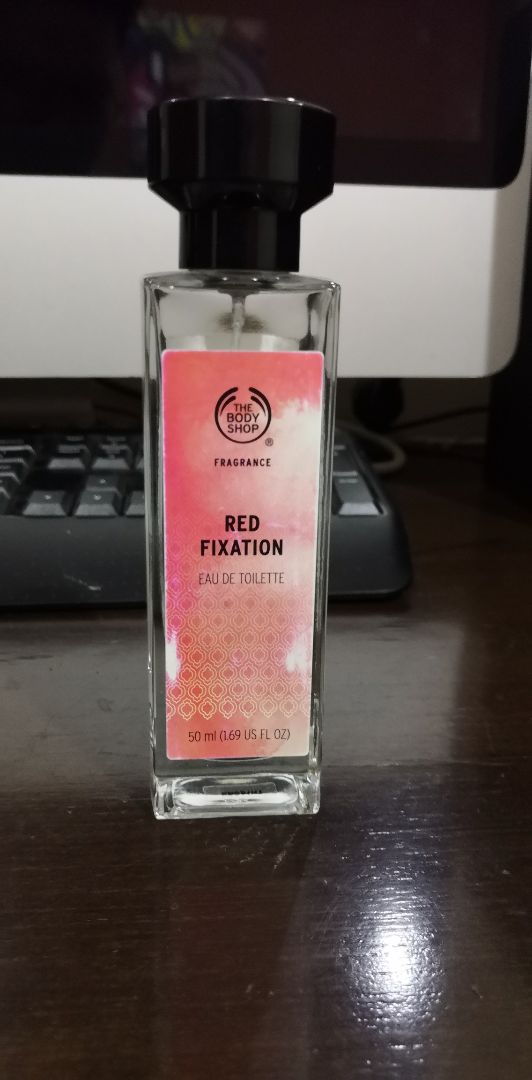 THE
BODY
SHOP
®
FRAGRANCE
RED
FIXATION
EAU DE TOILETTE
50 ml (1.69 US FL OZ)